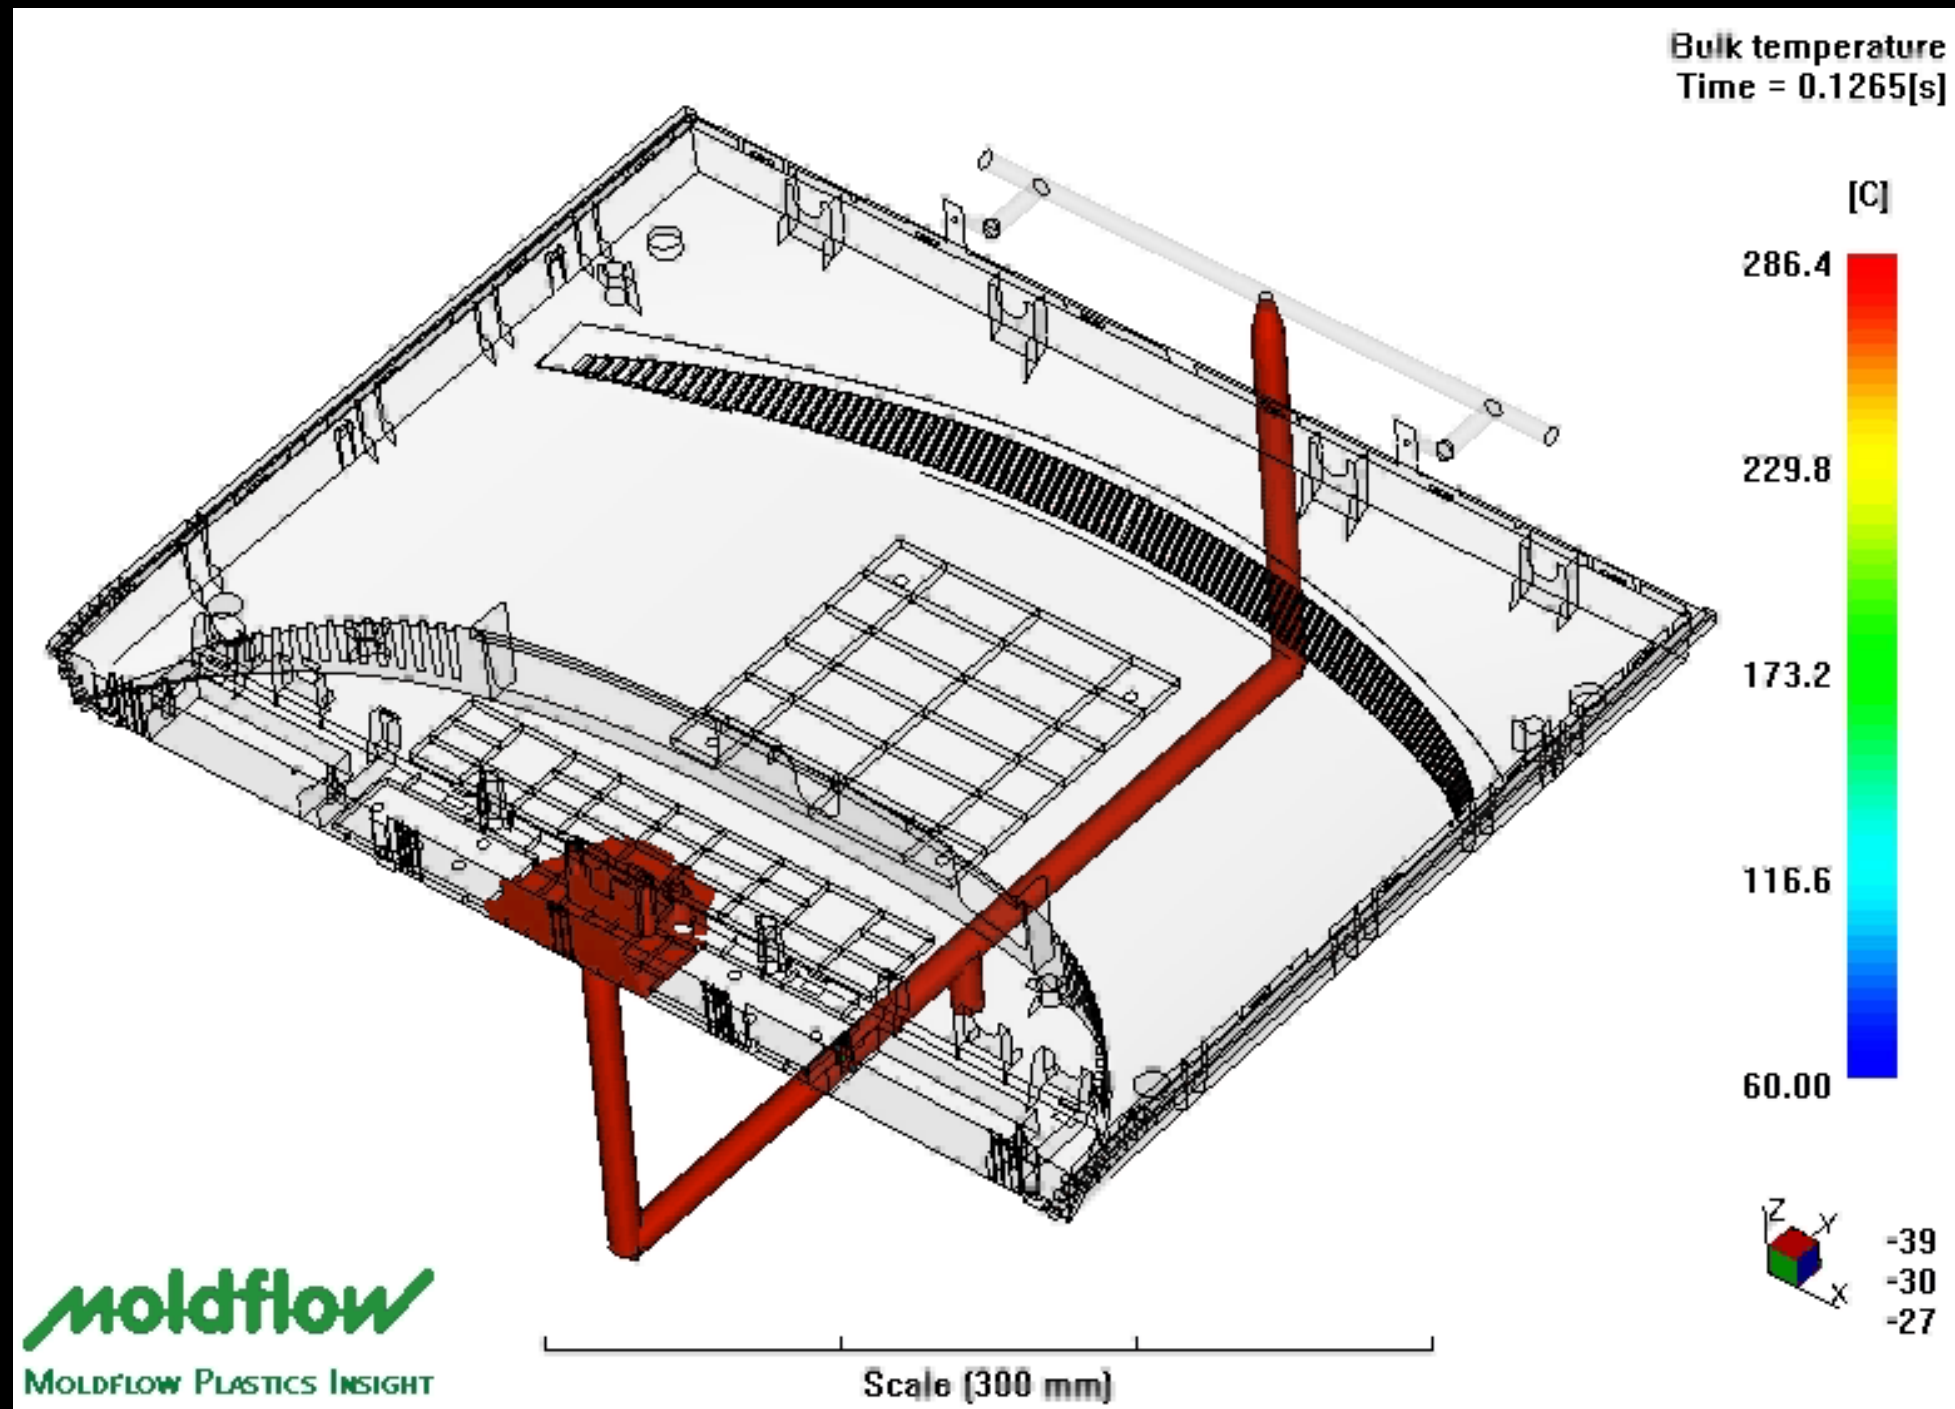 Bulk temperature
Time = 0.1265[s]
[C]
286.4
229.8
173.2
116.6
60.00
Z
Y
X
-39
-30
-27
moldflow
MOLDFLOW PLASTICS INSIGHT
Scale (300 mm)